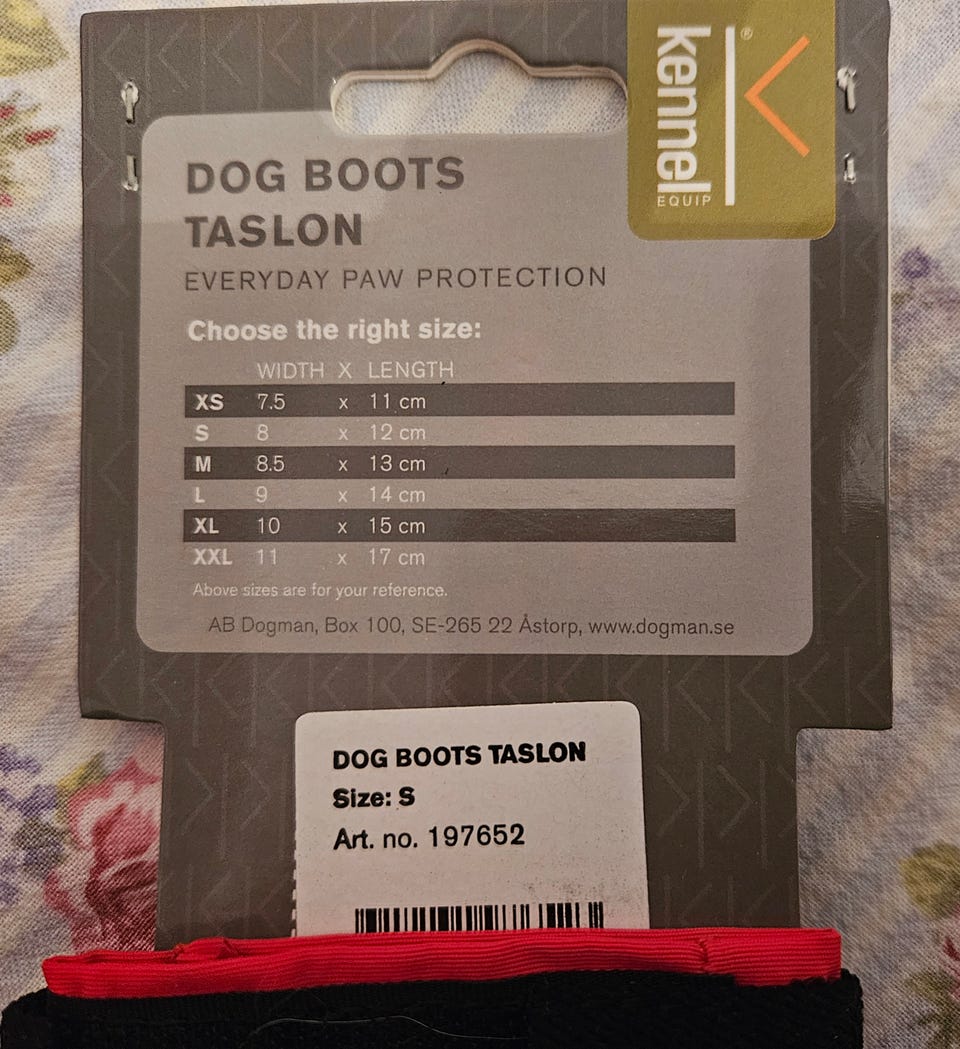 kennel®
EQUIP
DOG BOOTS
TASLON
EVERYDAY PAW PROTECTION
Choose the right size:
WIDTH X LENGTH
XS 7.5 x 11 cm
S 8 x 12 cm
M 8.5 x 13 cm
L 9 x 14 cm
XL 10 x 15 cm
XXL 11 x 17 cm
Above sizes are for your reference.
AB Dogman, Box 100, SE-265 22 Åstorp, www.dogman.se
DOG BOOTS TASLON
Size: S
Art. no. 197652